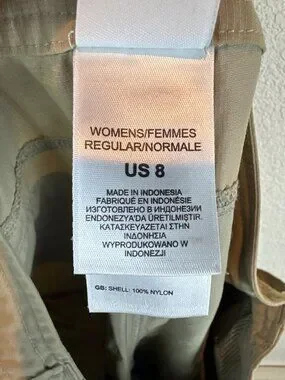 WOMENS/FEMMES
REGULAR/NORMALE
US 8
MADE IN INDONESIA
FABRIQUÉ EN INDONÉSIE
ИЗГОТОВЛЕНО В ИНДОНЕЗИИ
ENDONEZYA'DA ÜRETILMIŞTIR.
ΚΑΤΑΣΚΕΥΑΖΕΤΑΙ ΣΤΗΝ
ΙΝΔΟΝΗΣΙΑ
WYPRODUKOWANO W
INDONEZJI
GB: SHELL: 100% NYLON